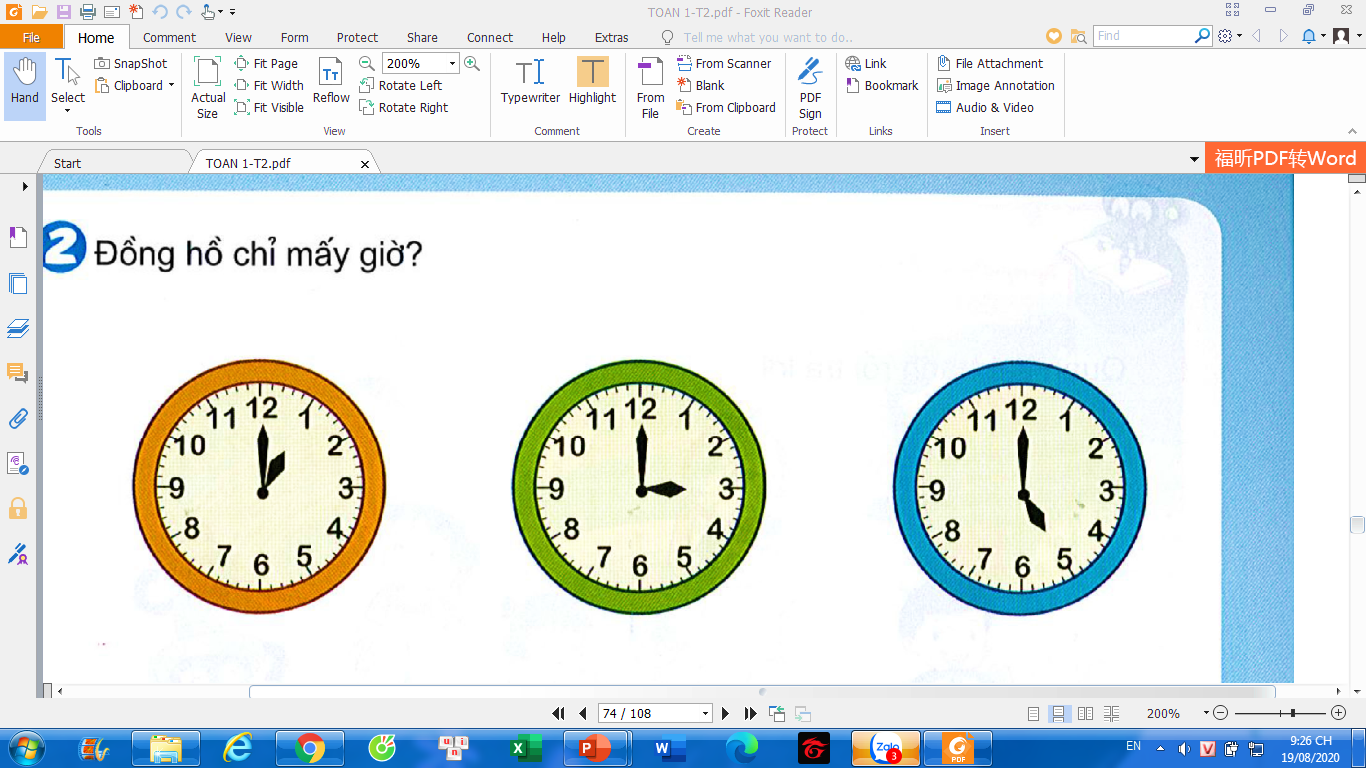 TOAN 1-T2.pdf - Foxit Reader
File Home Comment View Form Protect Share Connect Help Extras Tell me what you want to do.. Find
Hand
Select
SnapShot
Clipboard
Tools
Actual Size
Fit Page
Fit Width
Fit Visible
Reflow
200%
Rotate Left
Rotate Right
View
Typewriter
Highlight
Comment
From File
From Scanner
Blank
From Clipboard
Create
PDF Sign
Protect
Link
Bookmark
Links
File Attachment
Image Annotation
Audio & Video
Insert
Start TOAN 1-T2.pdf 福昕PDF转Word
2 Đồng hồ chỉ mấy giờ?
12 1 2 3 4 5 6 7 8 9 10 11
12 1 2 3 4 5 6 7 8 9 10 11
12 1 2 3 4 5 6 7 8 9 10 11
74 / 108 200%
u i n
Zalo 3
PDF
EN
V
9:26 CH
19/08/2020